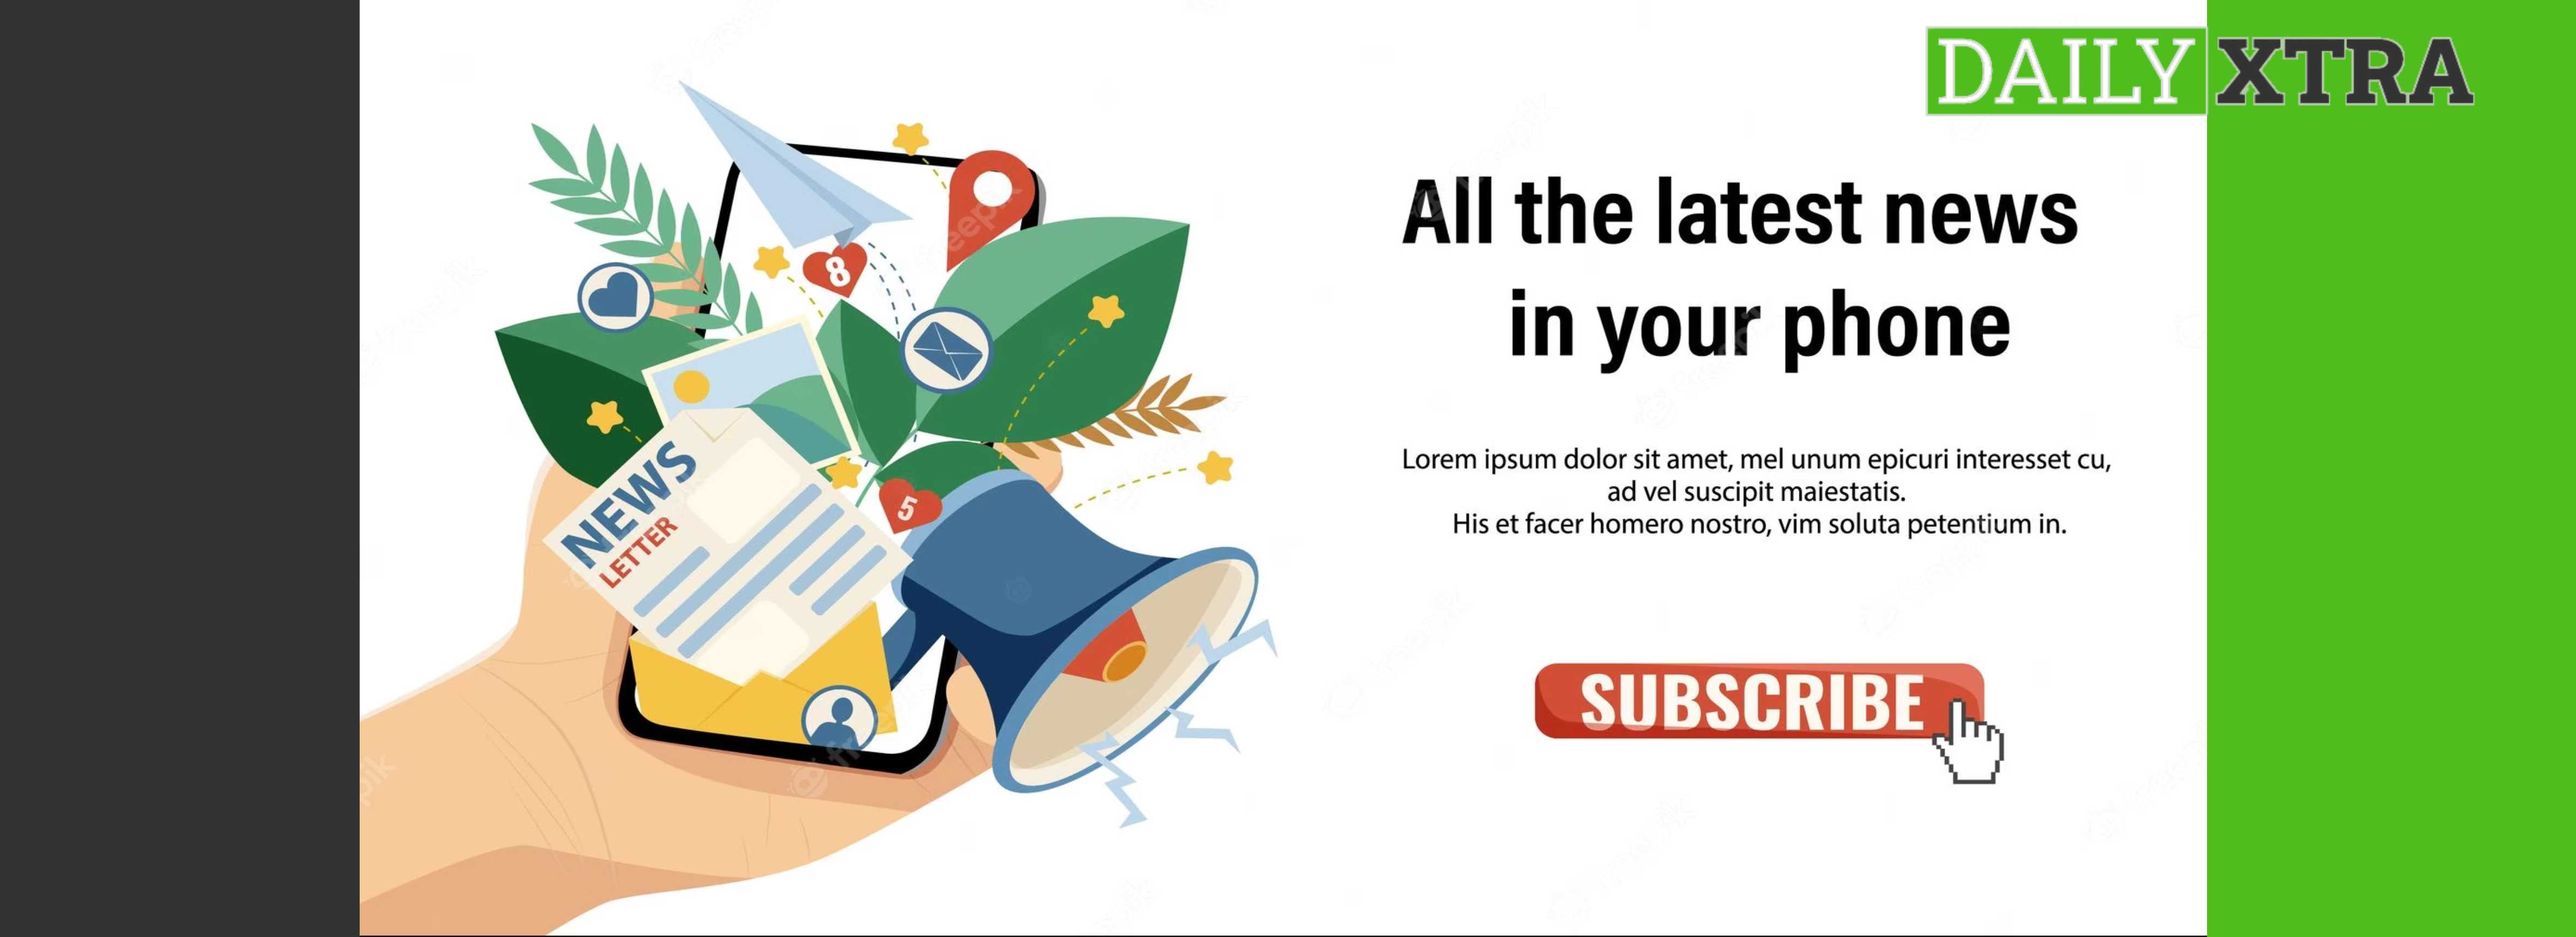 DAILY XTRA
All the latest news
in your phone
Lorem ipsum dolor sit amet, mel unum epicuri interesset cu,
ad vel suscipit maiestatis.
His et facer homero nostro, vim soluta petentium in.
SUBSCRIBE
8
5
NEWS
LETTER
freepik